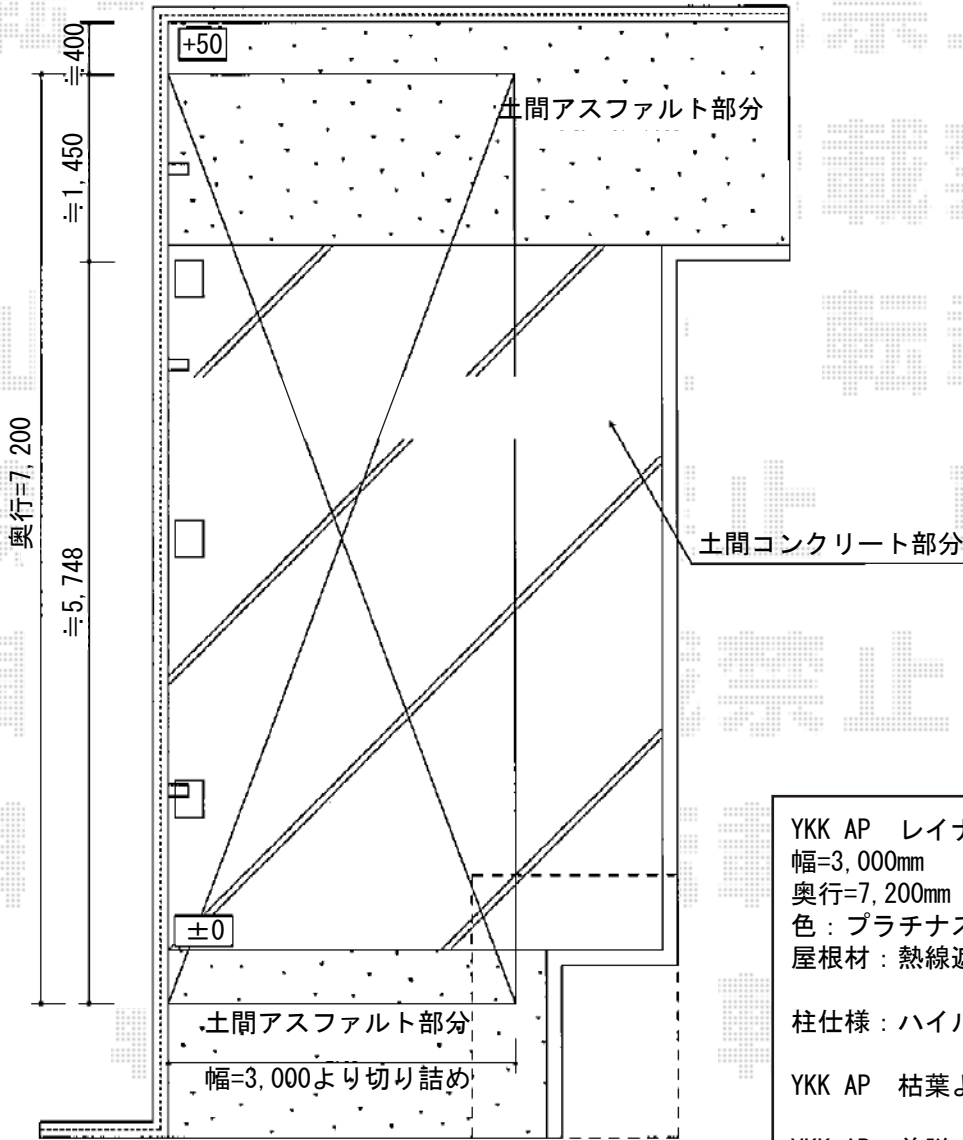 ≒400
+50
土間アスファルト部分
≒1,450
奥行=7,200
土間コンクリート部分
≒5,748
YKK AP レイナ
幅=3,000mm
奥行=7,200mm
色：プラチナス
屋根材：熱線遮
±0
柱仕様：ハイル
土間アスファルト部分
幅=3,000より切り詰め
YKK AP 枯葉よ